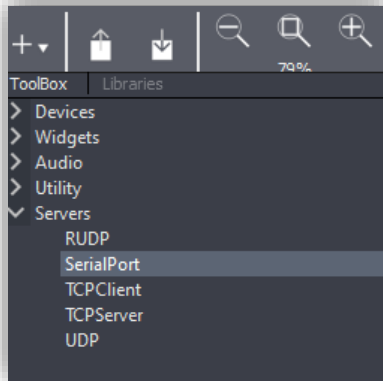 79%
ToolBox Libraries
Devices
Widgets
Audio
Utility
Servers
RUDP
SerialPort
TCPClient
TCPServer
UDP